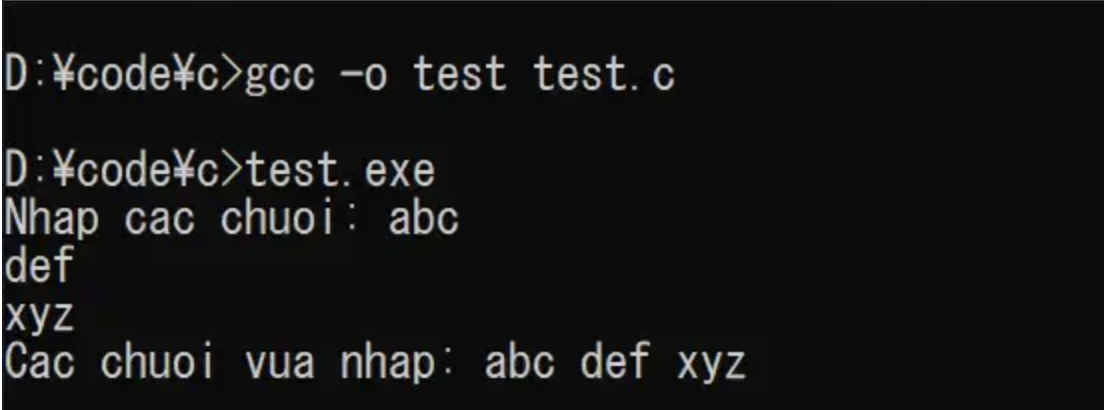 D:¥code¥c>gcc -o test test.c
D:¥code¥c>test.exe
Nhap cac chuoi: abc
def
xyz
Cac chuoi vua nhap: abc def xyz